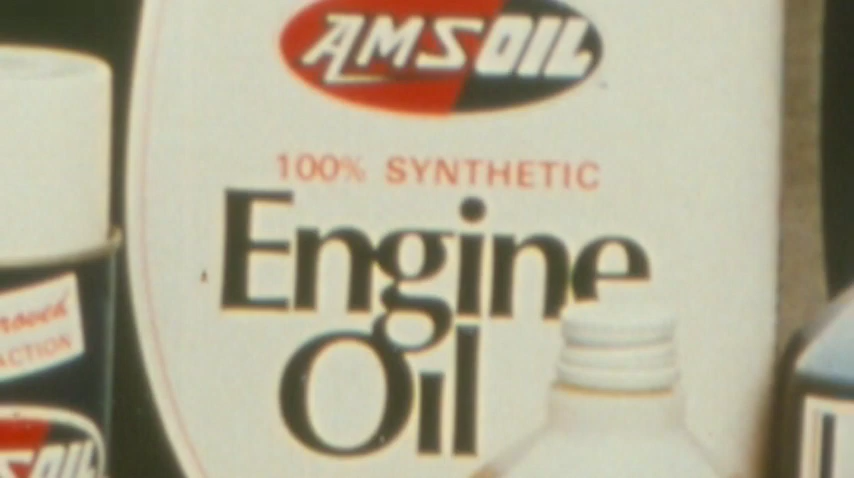 AMSOIL
100% SYNTHETIC
Engine
Oil
ACTION